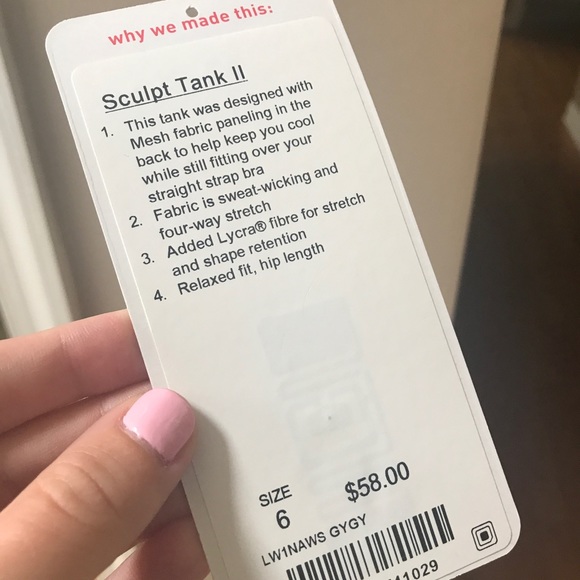 why we made this:
Sculpt Tank II
1. This tank was designed with
Mesh fabric paneling in the
back to help keep you cool
while still fitting over your
straight strap bra
2. Fabric is sweat-wicking and
four-way stretch
3. Added Lycra® fibre for stretch
and shape retention
4. Relaxed fit, hip length
SIZE
6
$58.00
LW1NAWS GYGY